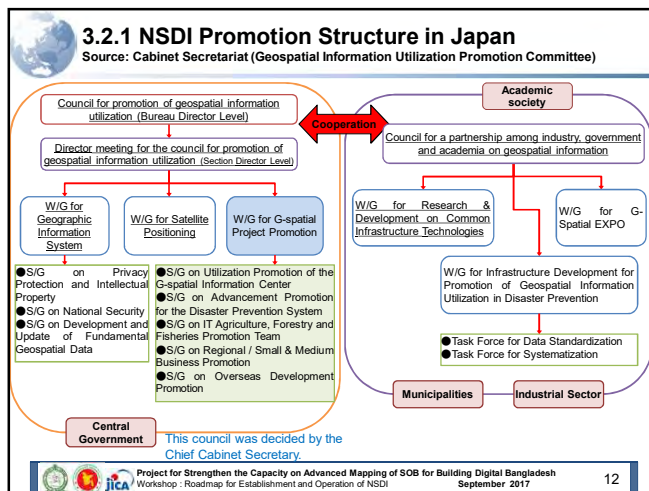 3.2.1 NSDI Promotion Structure in Japan
Source: Cabinet Secretariat (Geospatial Information Utilization Promotion Committee)
Council for promotion of geospatial information
utilization (Bureau Director Level)
Director meeting for the council for promotion of
geospatial information utilization (Section Director Level)
W/G for
Geographic
Information
System
W/G for Satellite
Positioning
W/G for G-spatial
Project Promotion
●S/G on Privacy
Protection and Intellectual
Property
●S/G on National Security
●S/G on Development and
Update of Fundamental
Geospatial Data
●S/G on Utilization Promotion of the
G-spatial Information Center
●S/G on Advancement Promotion
for the Disaster Prevention System
●S/G on IT Agriculture, Forestry and
Fisheries Promotion Team
●S/G on Regional / Small & Medium
Business Promotion
●S/G on Overseas Development
Promotion
Central
Government
This council was decided by the
Chief Cabinet Secretary.
Cooperation
Academic
society
Council for a partnership among industry, government
and academia on geospatial information
W/G for Research &
Development on Common
Infrastructure Technologies
W/G for G-
Spatial EXPO
W/G for Infrastructure Development for
Promotion of Geospatial Information
Utilization in Disaster Prevention
●Task Force for Data Standardization
●Task Force for Systematization
Municipalities
Industrial Sector
jICA
Project for Strengthen the Capacity on Advanced Mapping of SOB for Building Digital Bangladesh
Workshop : Roadmap for Establishment and Operation of NSDI September 2017
12